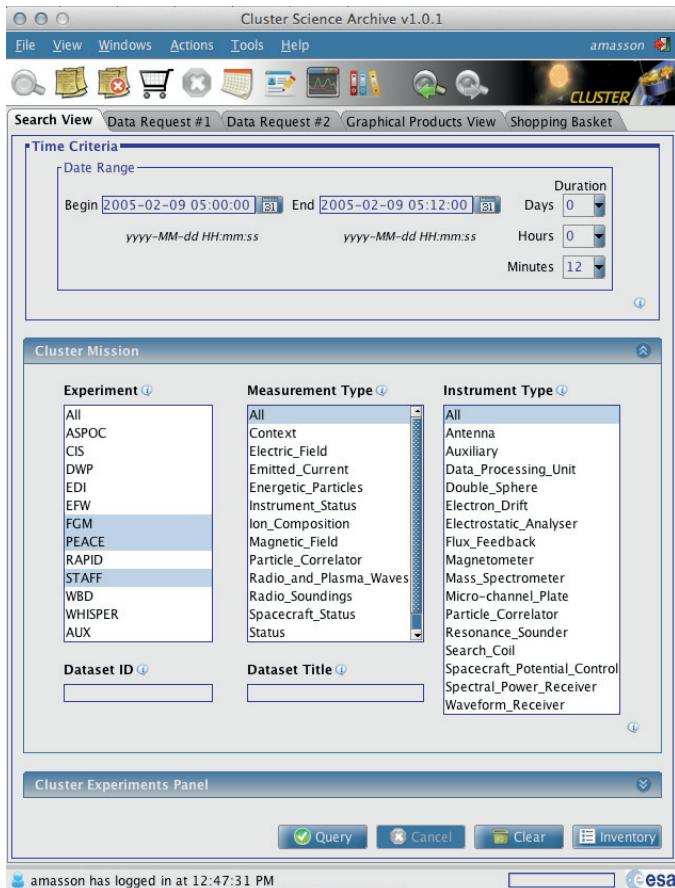 Cluster Science Archive v1.0.1
File View Windows Actions Tools Help amasson
CLUSTER
Search View Data Request #1 Data Request #2 Graphical Products View Shopping Basket
Time Criteria
Date Range
Duration
Begin 2005-02-09 05:00:00 31 End 2005-02-09 05:12:00 31 Days 0
yyyy-MM-dd HH:mm:ss yyyy-MM-dd HH:mm:ss Hours 0
Minutes 12
Cluster Mission
Experiment
All
ASPOC
CIS
DWP
EDI
EFW
FGM
PEACE
RAPID
STAFF
WBD
WHISPER
AUX
Dataset ID
Measurement Type
All
Context
Electric_Field
Emitted_Current
Energetic_Particles
Instrument_Status
Ion_Composition
Magnetic_Field
Particle_Correlator
Radio_and_Plasma_Waves
Radio_Soundings
Spacecraft_Status
Status
Dataset Title
Instrument Type
All
Antenna
Auxiliary
Data_Processing_Unit
Double_Sphere
Electron_Drift
Electrostatic_Analyser
Flux_Feedback
Magnetometer
Mass_Spectrometer
Micro-channel_Plate
Particle_Correlator
Resonance_Sounder
Search_Coil
Spacecraft_Potential_Control
Spectral_Power_Receiver
Waveform_Receiver
Cluster Experiments Panel
Query Cancel Clear Inventory
amasson has logged in at 12:47:31 PM esa